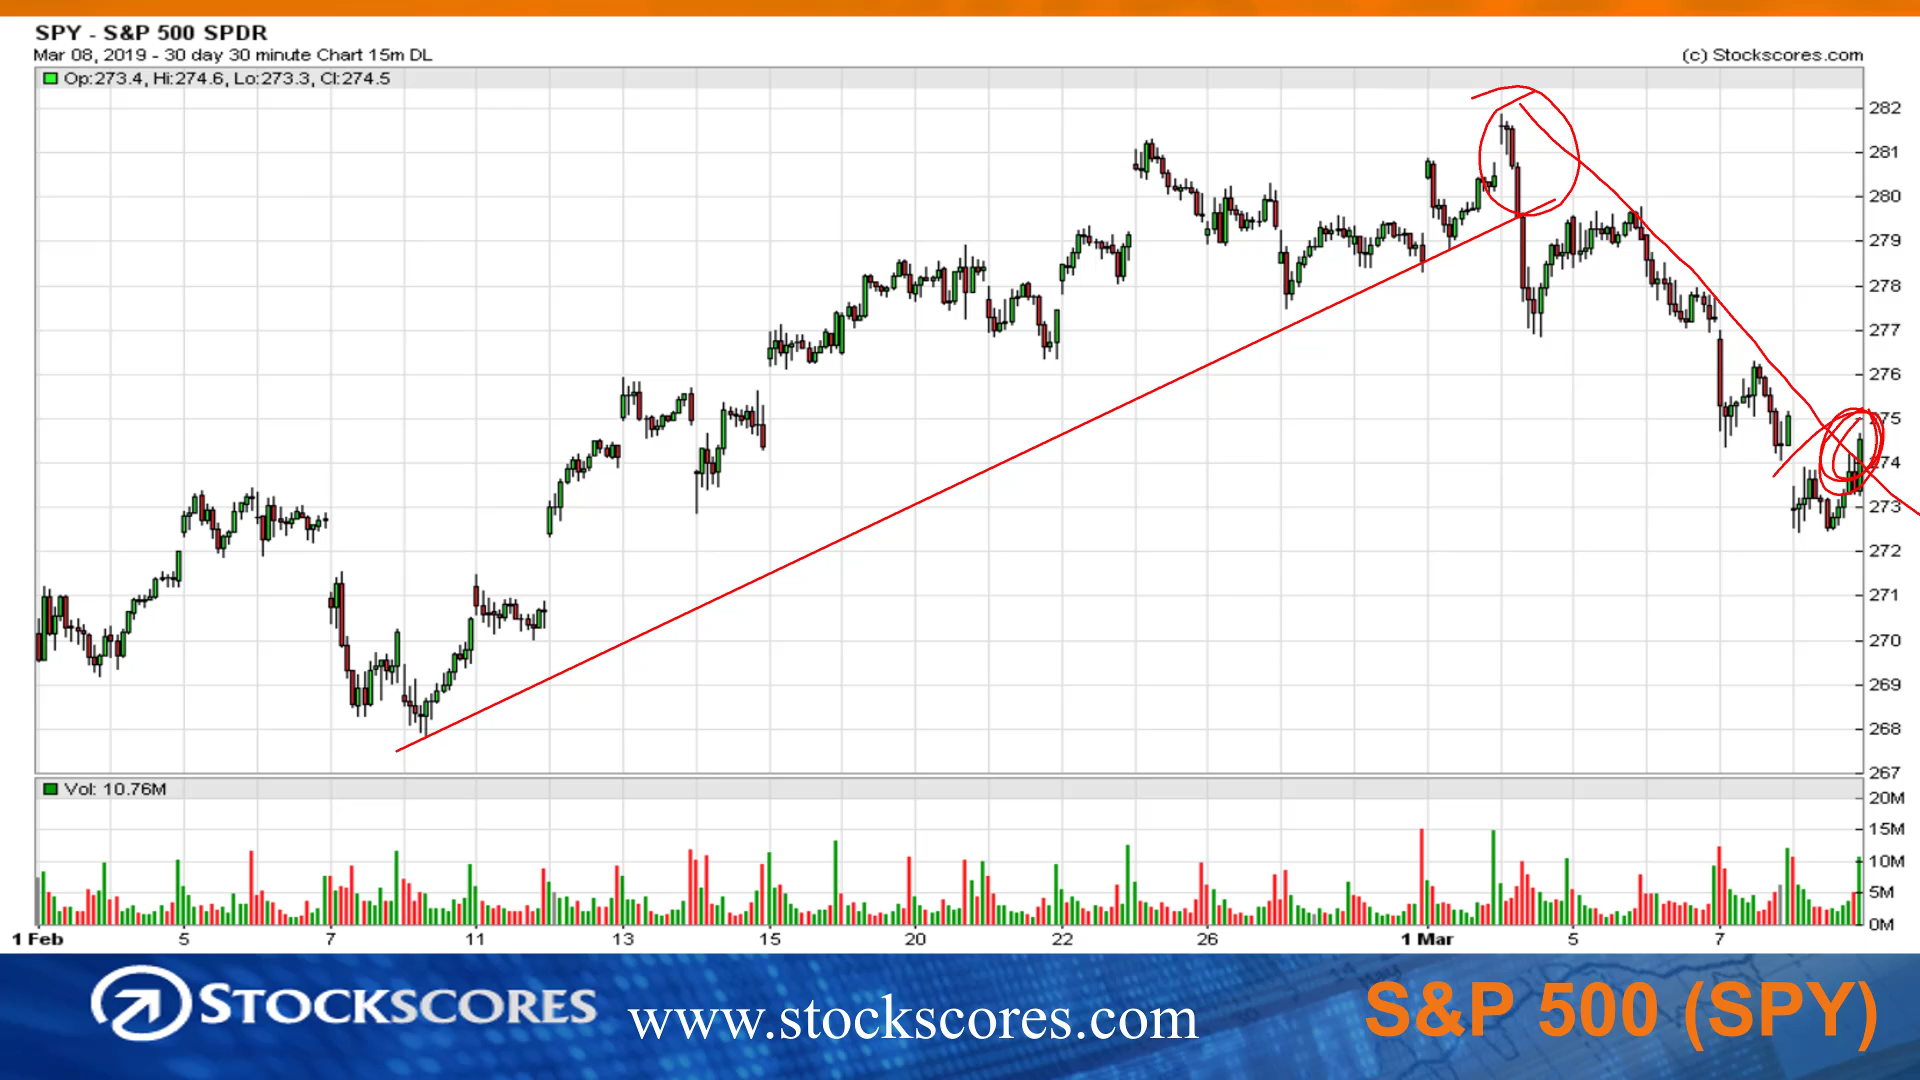 SPY - S&P 500 SPDR
Mar 08, 2019 - 30 day 30 minute Chart 15m DL
(c) Stockscores.com
Op:273.4, Hi:274.6, Lo:273.3, Cl:274.5
282
281
280
279
278
277
276
275
274
273
272
271
270
269
268
267
Vol: 10.76M
20M
15M
10M
5M
0M
1 Feb 5 7 11 13 15 20 22 26 1 Mar 5 7
STOCKSCORES
www.stockscores.com
S&P 500 (SPY)